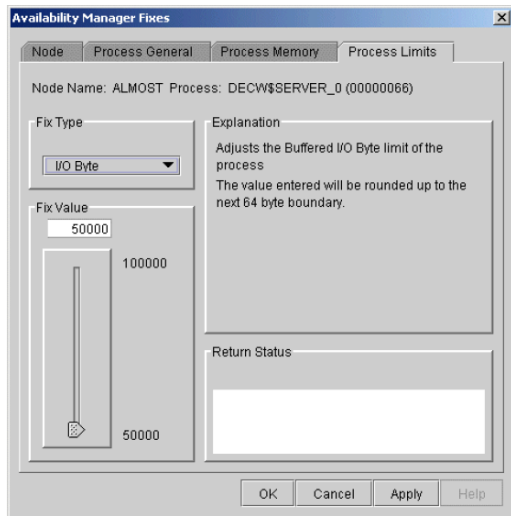 Availability Manager Fixes
Node
Process General
Process Memory
Process Limits
Node Name: ALMOST Process: DECW$SERVER_0 (00000066)
Fix Type
I/O Byte
Explanation
Adjusts the Buffered I/O Byte limit of the
process
The value entered will be rounded up to the
next 64 byte boundary.
Fix Value
50000
100000
50000
Return Status
OK
Cancel
Apply
Help